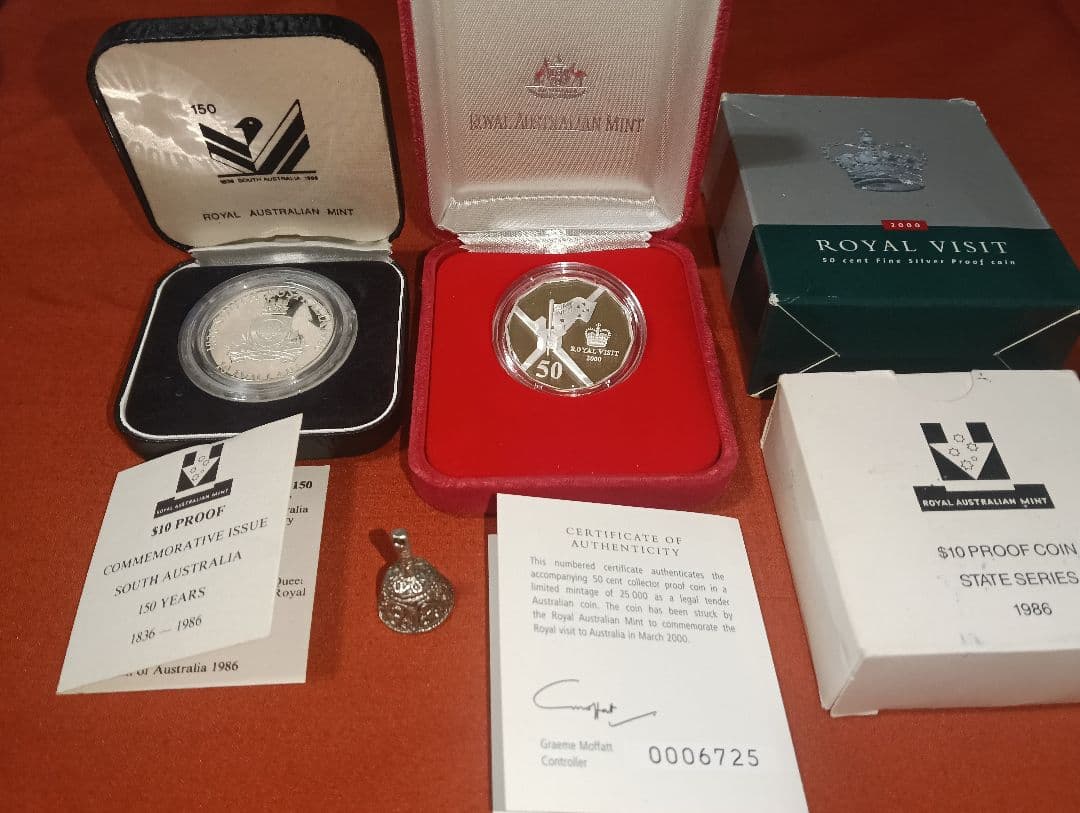 150
1836 SOUTH AUSTRALIA 1986
ROYAL AUSTRALIAN MINT
ROYAL AUSTRALIAN MINT
2000
ROYAL VISIT
50 cent Fine Silver Proof coin
ROYAL VISIT
2000
50
TEN DOLLARS
ROYAL AUSTRALIAN MINT
$10 PROOF
COMMEMORATIVE ISSUE
SOUTH AUSTRALIA
150 YEARS
1836 — 1986
150
Royal
of Australia 1986
CERTIFICATE OF
AUTHENTICITY
This numbered certificate authenticates the
accompanying 50 cent collector proof coin in a
limited mintage of 25 000 as a legal tender
Australian coin. The coin has been struck by
the Royal Australian Mint to commemorate the
Royal visit to Australia in March 2000.
Graeme Moffatt
Controller
0006725
ROYAL AUSTRALIAN MINT
$10 PROOF COIN
STATE SERIES
1986